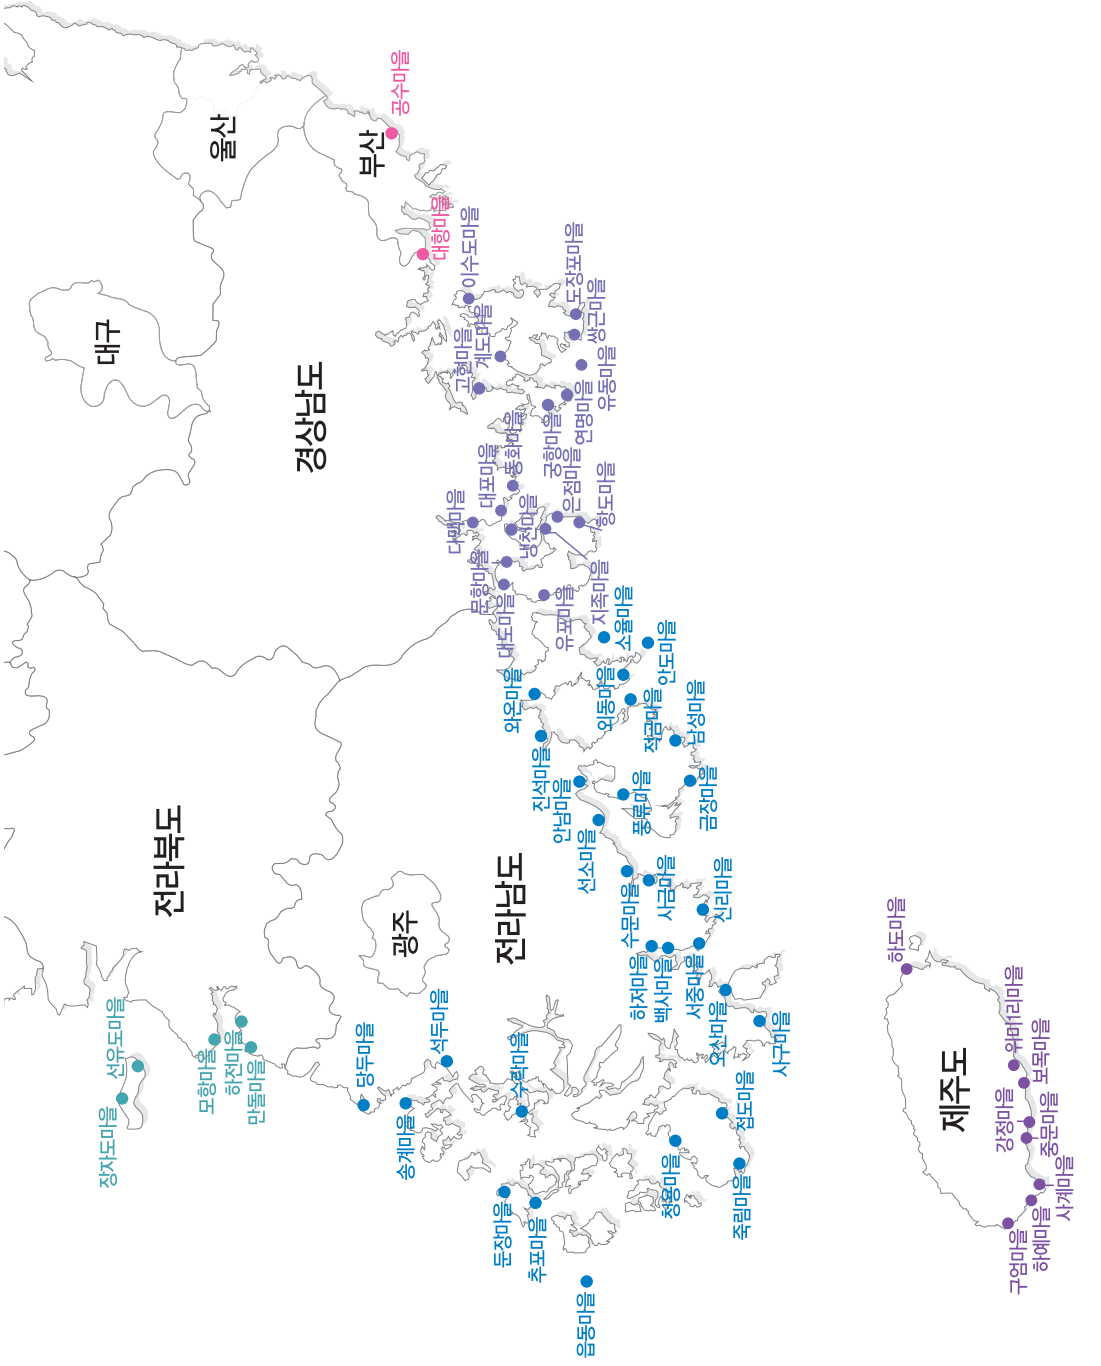 울산
부산
대구
경상남도
전라북도
광주
전라남도
제주도
공수마을
대항마을
이수도마을
도장포마을
쌍근마을
계도마을
고현마을
유동마을
연명마을
궁항마을
동화마을
대포마을
은점마을
항도마을
다맥마을
냉천마을
문항마을
지족마을
유포마을
대도마을
소율마을
안도마을
외동마을
와온마을
적금마을
남성마을
진석마을
안남마을
풍류마을
금장마을
선소마을
수문마을
사금마을
신리마을
하저마을
백사마을
서중마을
오산마을
사구마을
당두마을
석두마을
송계마을
수락마을
접도마을
청용마을
죽림마을
둔장마을
추포마을
읍동마을
선유도마을
장자도마을
모항마을
하전마을
만돌마을
하도마을
위미1리마을
보목마을
강정마을
중문마을
사계마을
하예마을
구엄마을